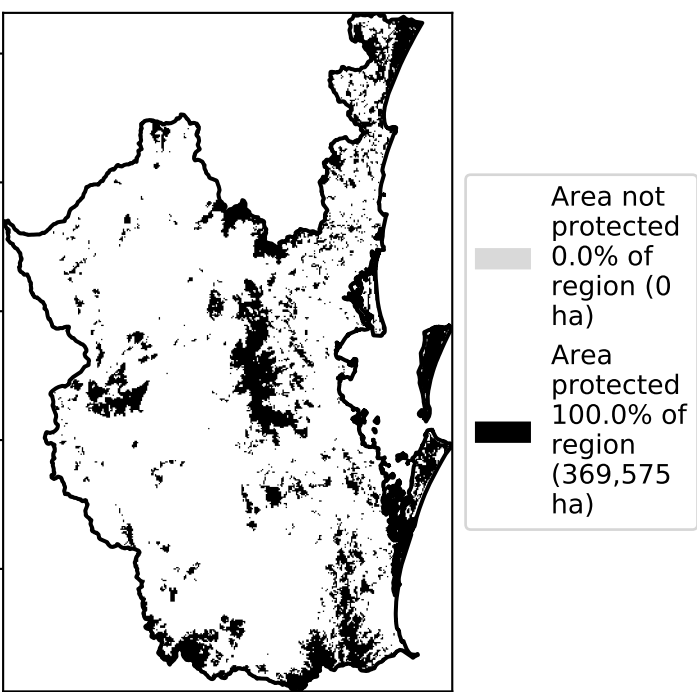 Area not
protected
0.0% of
region (0
ha)
Area
protected
100.0% of
region
(369,575
ha)